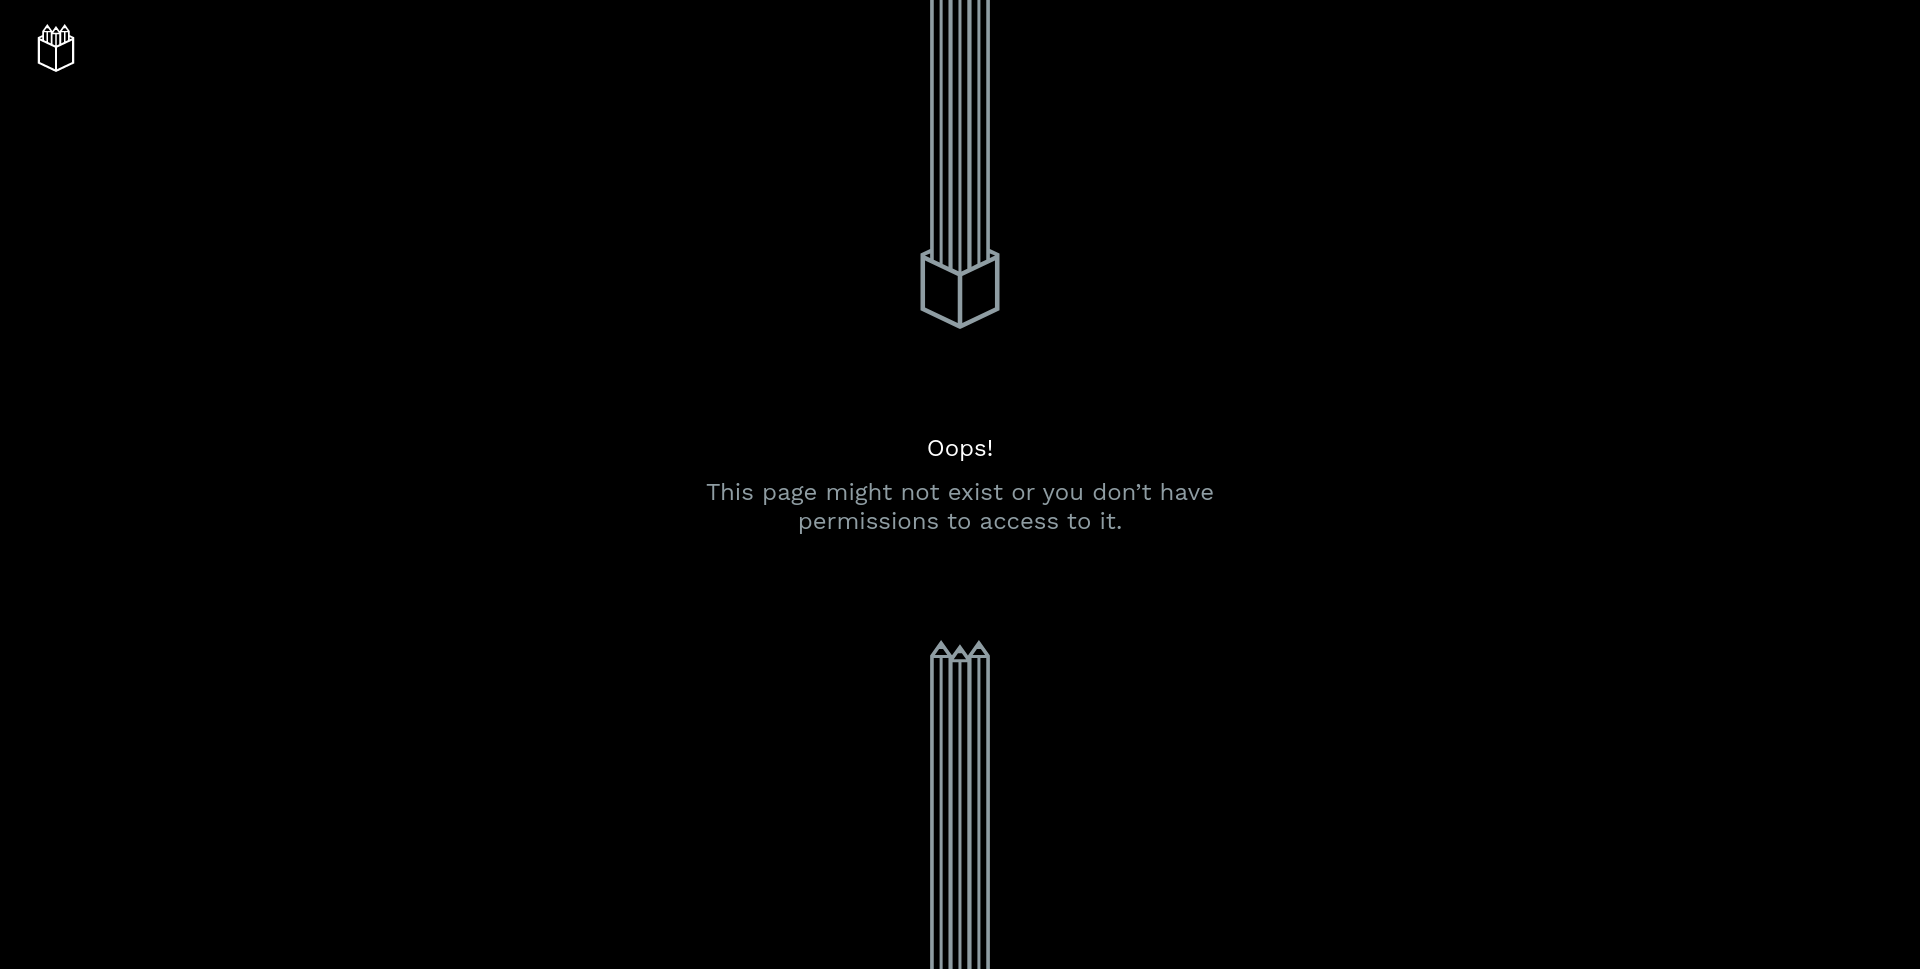 Oops!
This page might not exist or you don’t have
permissions to access to it.